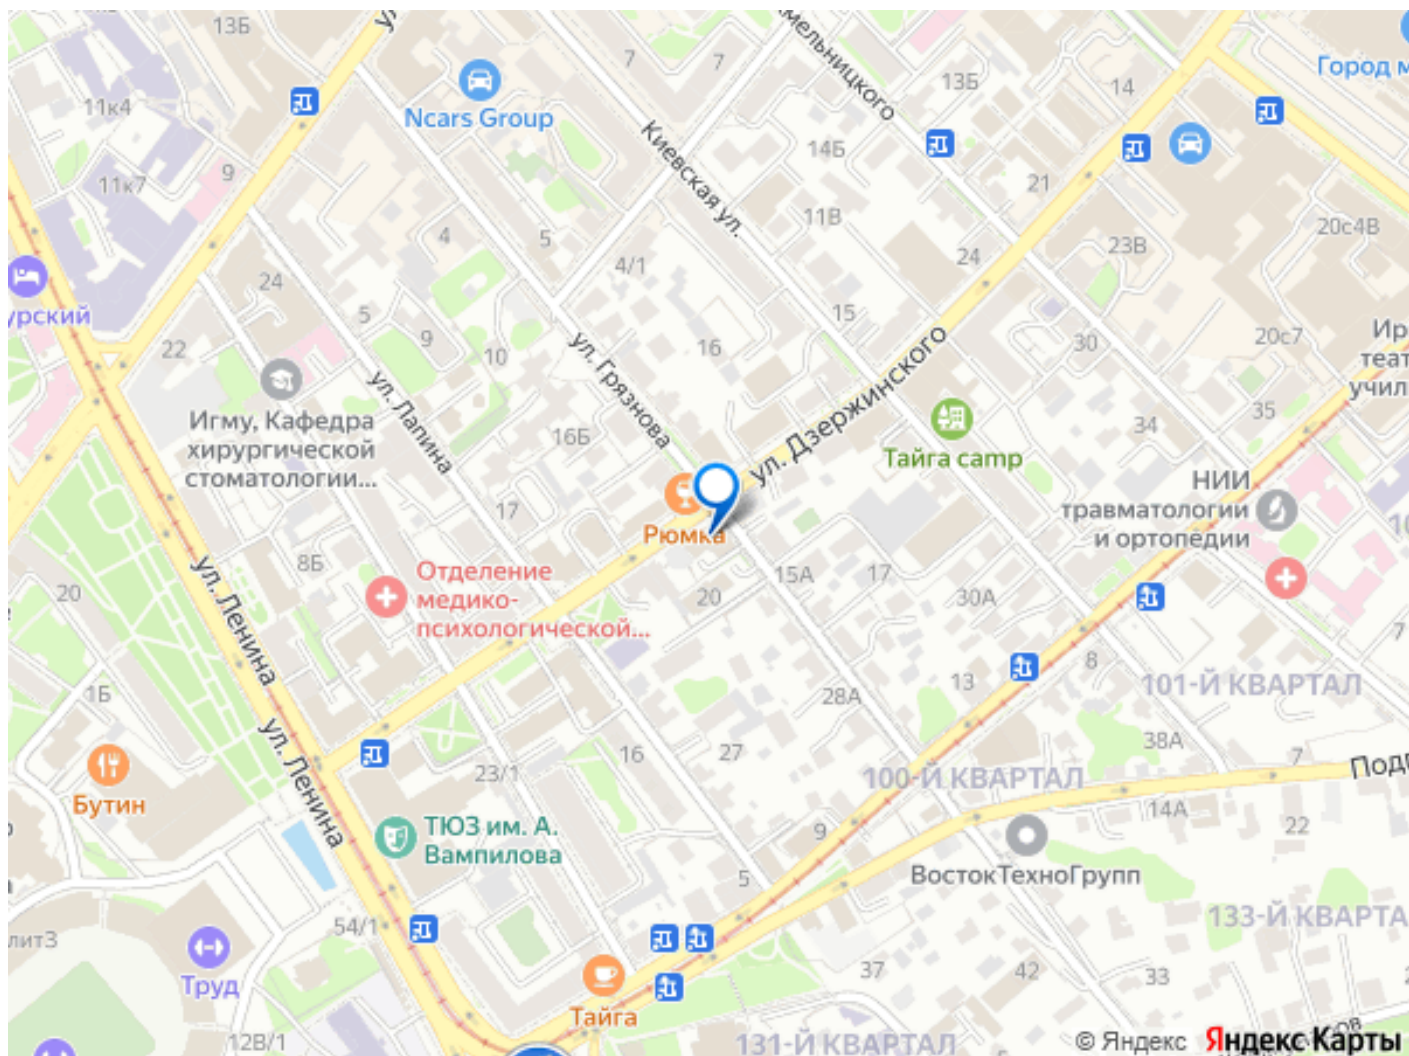 13Б
7
7
Хмельницкого
13Б
14
Город м
Ncars Group
11к4
Киевская ул.
14Б
9
11к7
21
11В
20с4В
4
5
23В
24
4/1
24
урский
5
15
22
9
10
16
30
20с7
Ир
теат
учил
ул. Грязнова
ул. Лапина
ул. Дзержинского
Игму, Кафедра
хирургической
стоматологии...
16Б
34
35
Тайга camp
17
НИИ
травматологии
и ортопедии
Рюмка
8Б
Отделение
медико-
психологической...
20
20
15А
17
30А
7
ул. Ленина
1Б
28А
13
8
101-Й КВАРТАЛ
ул. Ленина
16
27
38А
7
23/1
100-Й КВАРТАЛ
Бутин
14А
22
9
ТЮЗ им. А.
Вампилова
ВостокТехноГрупп
5
54/1
133-Й КВАРТА
лит3
Труд
37
42
33
Тайга
12В/1
131-Й КВАРТАЛ
© Яндекс Яндекс Карты